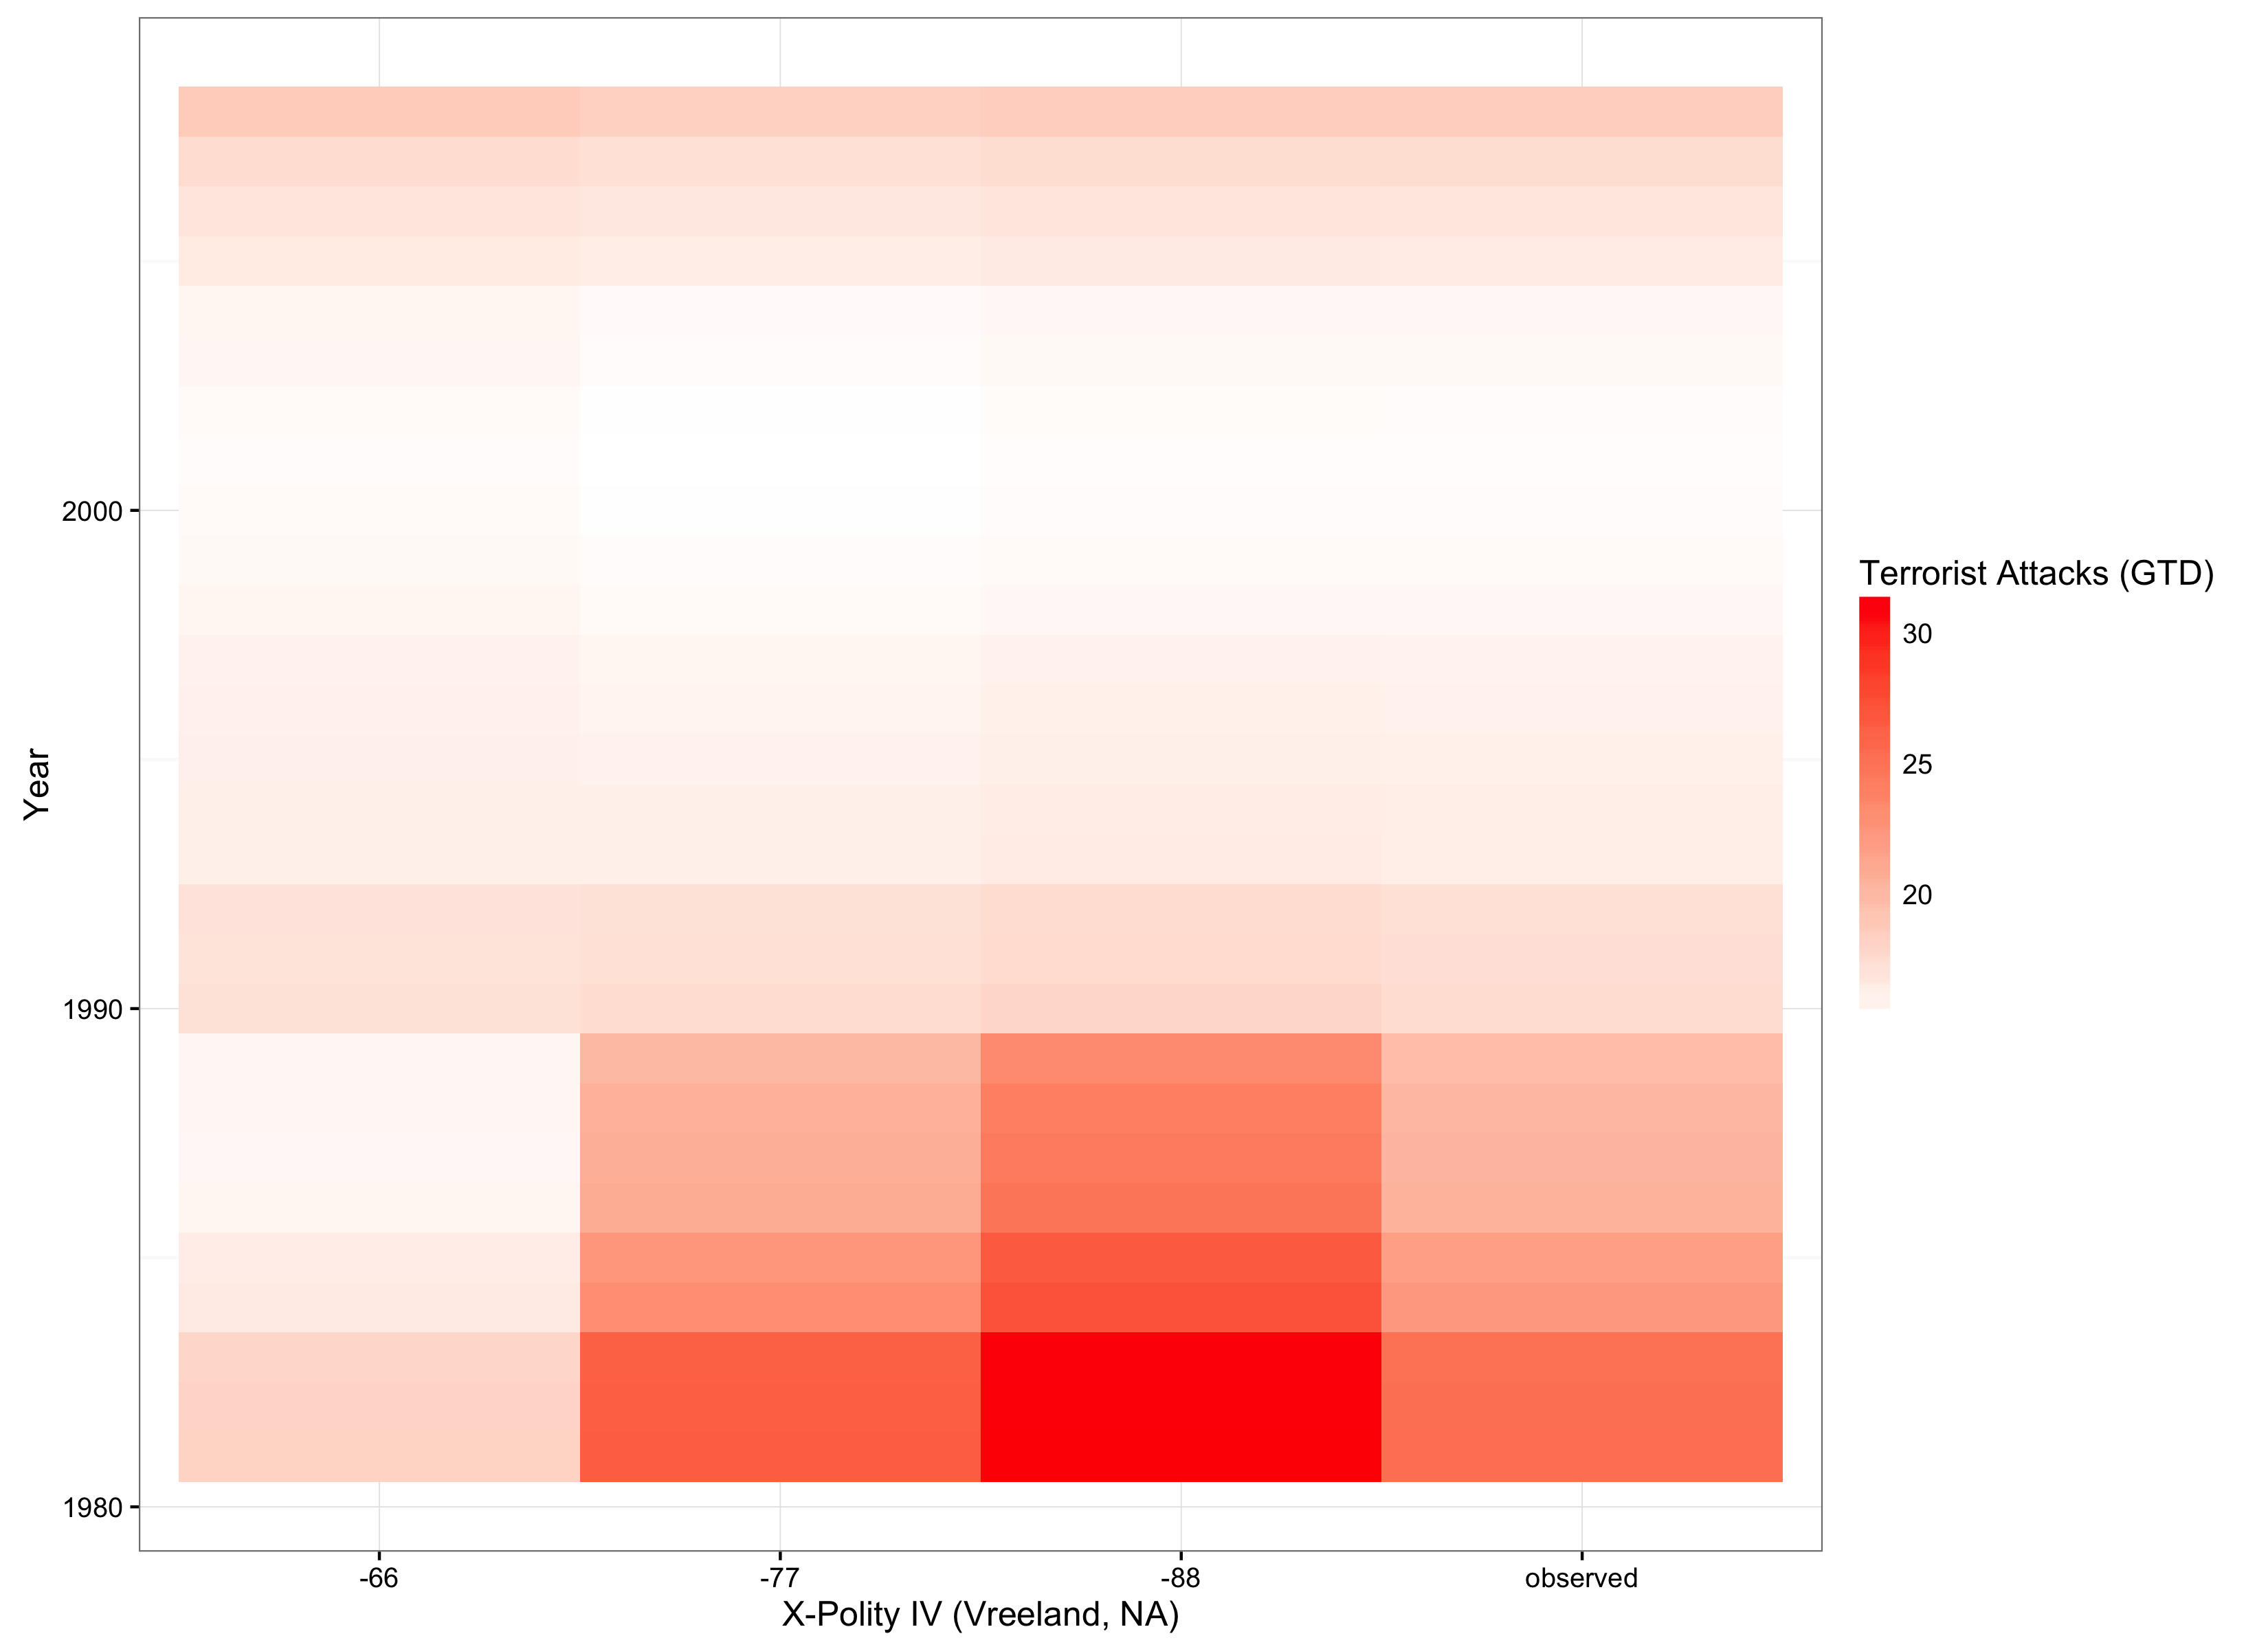 2000
1990
1980
Year
-66
-77
-88
observed
X-Polity IV (Vreeland, NA)
Terrorist Attacks (GTD)
30
25
20